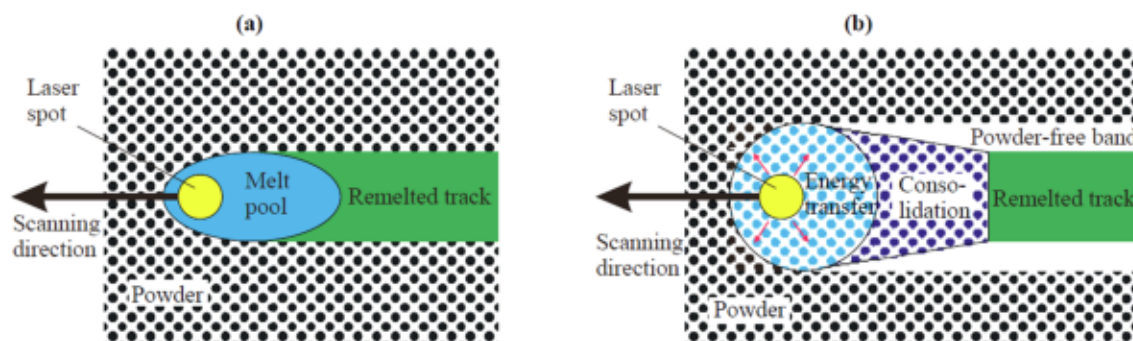 (a)
Laser
spot
Melt
pool
Remelted track
Scanning
direction
Powder
(b)
Laser
spot
Powder-free band
Energy
transfer
Conso-
lidation
Remelted track
Scanning
direction
Powder